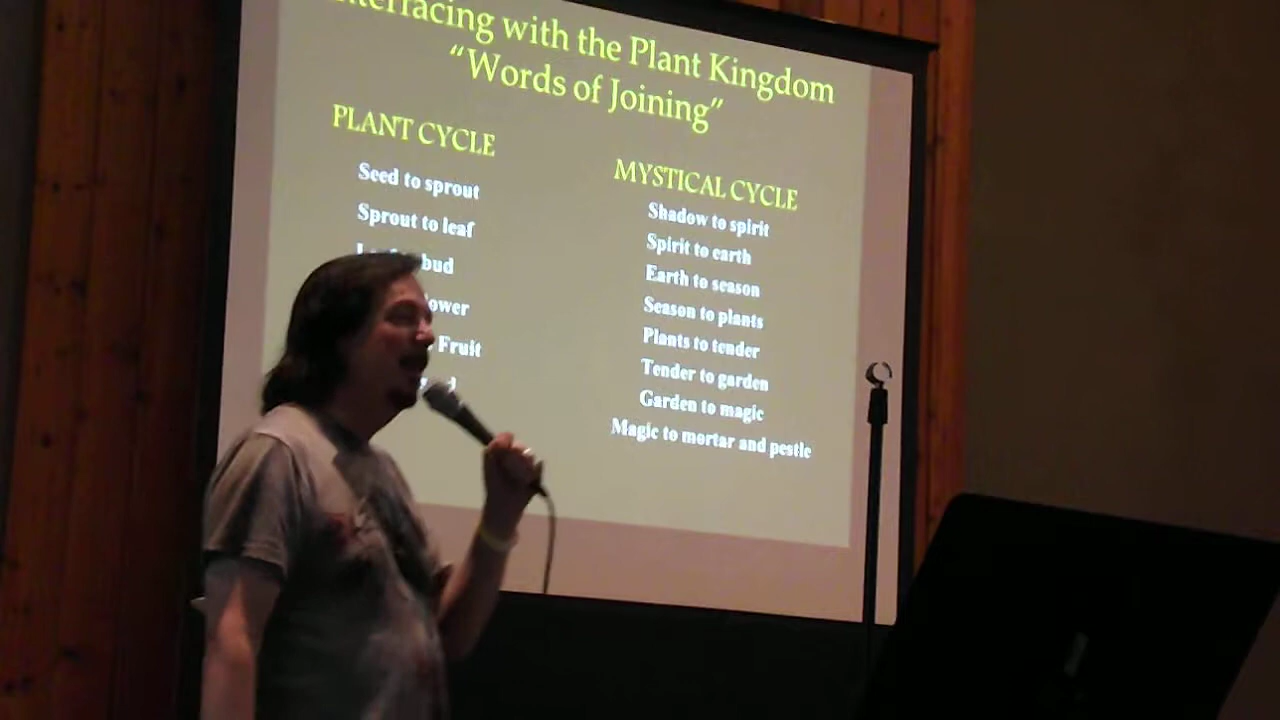 Interfacing with the Plant Kingdom
“Words of Joining”
PLANT CYCLE
Seed to sprout
Sprout to leaf
bud
Fruit
MYSTICAL CYCLE
Shadow to spirit
Spirit to earth
Earth to season
Season to plants
Plants to tender
Tender to garden
Garden to magic
Magic to mortar and pestle